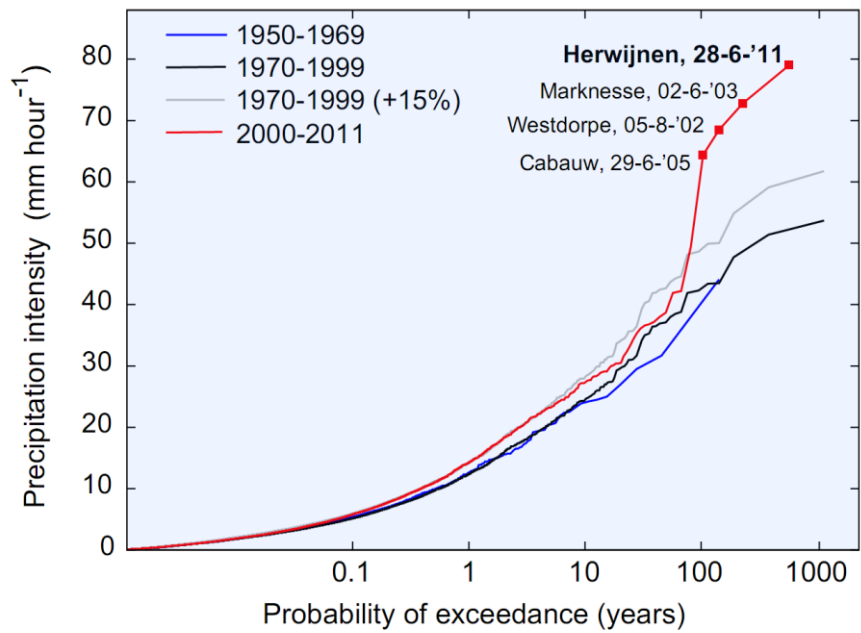 Precipitation intensity (mm hour⁻¹)
80
70
60
50
40
30
20
10
0
1950-1969
1970-1999
1970-1999 (+15%)
2000-2011
Herwijnen, 28-6-'11
Marknesse, 02-6-'03
Westdorpe, 05-8-'02
Cabauw, 29-6-'05
0.1 1 10 100 1000
Probability of exceedance (years)